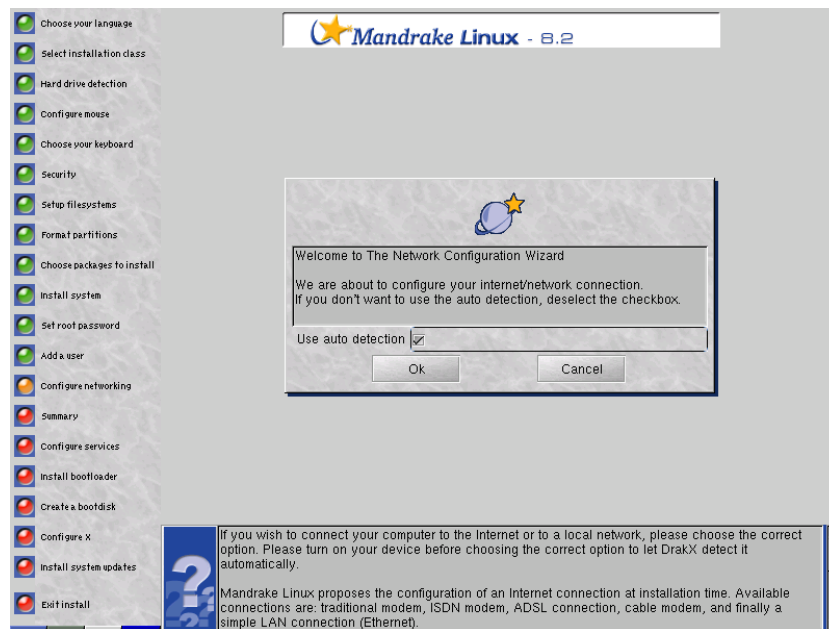 Choose your language
Select installation class
Hard drive detection
Configure mouse
Choose your keyboard
Security
Setup filesystems
Format partitions
Choose packages to install
Install system
Set root password
Add a user
Configure networking
Summary
Configure services
Install bootloader
Create a bootdisk
Configure X
Install system updates
Exit install
Mandrake Linux - 8.2
Welcome to The Network Configuration Wizard
We are about to configure your internet/network connection.
If you don't want to use the auto detection, deselect the checkbox.
Use auto detection
Ok
Cancel
If you wish to connect your computer to the Internet or to a local network, please choose the correct
option. Please turn on your device before choosing the correct option to let DrakX detect it
automatically.
Mandrake Linux proposes the configuration of an Internet connection at installation time. Available
connections are: traditional modem, ISDN modem, ADSL connection, cable modem, and finally a
simple LAN connection (Ethernet).